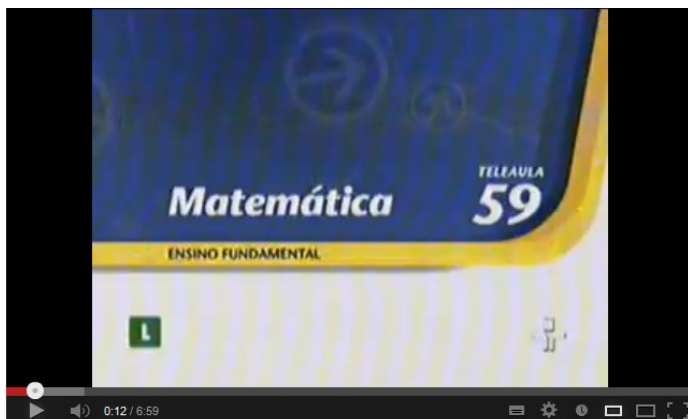 TELEAULA
Matemática 59
ENSINO FUNDAMENTAL
L
0:12 / 6:59